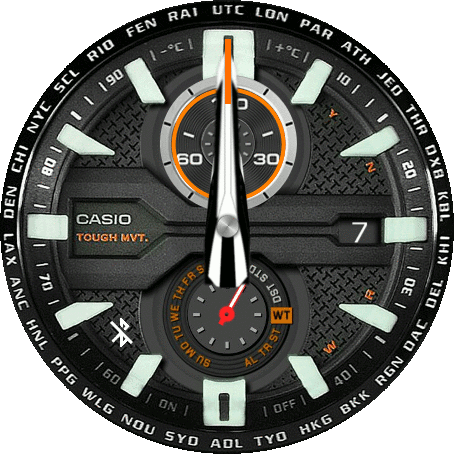 UTC LON PAR ATH JED THR DXB KBL KHI DEL DAC RGN BKK HKG TYO ADL SYD NOU WLG PPG HNL ANC LAX DEN CHI NYC SCL RIO FEN RAI
-°C +°C
10 20 30 40
OFF ON
60 70 80 90
Y
N
R
W
60 30
CASIO
TOUGH MVT.
7
SU MO TU WE TH FR S
DST STD
WT
AL TR ST